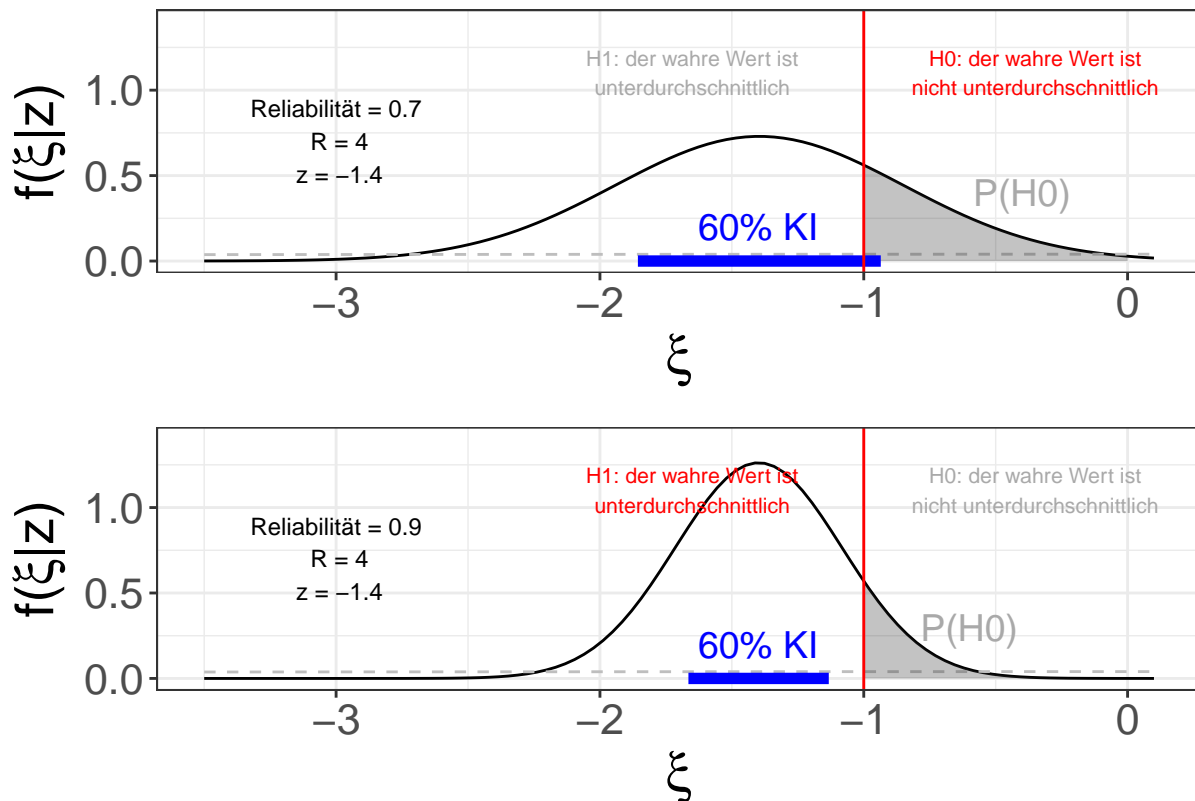 H1: der wahre Wert ist
unterdurchschnittlich
H0: der wahre Wert ist
nicht unterdurchschnittlich
Reliabilität = 0.7
R = 4
z = −1.4
P(H0)
60% KI
f(ξ|z)
1.0
0.5
0.0
−3
−2
−1
0
ξ
H1: der wahre Wert ist
unterdurchschnittlich
H0: der wahre Wert ist
nicht unterdurchschnittlich
Reliabilität = 0.9
R = 4
z = −1.4
P(H0)
60% KI
f(ξ|z)
1.0
0.5
0.0
−3
−2
−1
0
ξ